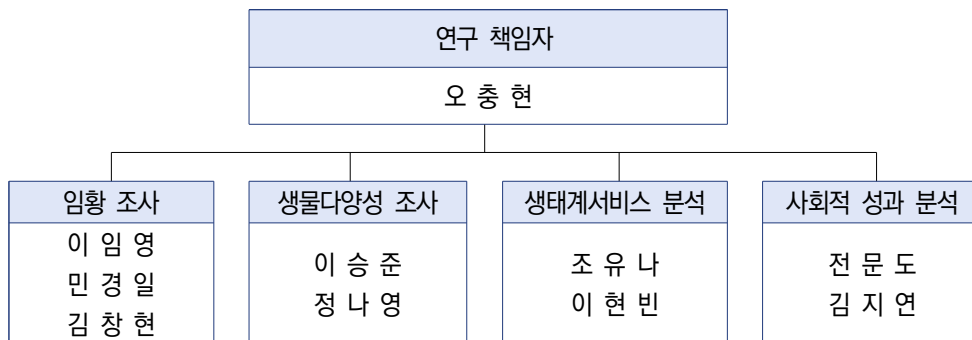 연구 책임자
오 충 현
임황 조사
이 임 영
민 경 일
김 창 현
생물다양성 조사
이 승 준
정 나 영
생태계서비스 분석
조 유 나
이 현 빈
사회적 성과 분석
전 문 도
김 지 연